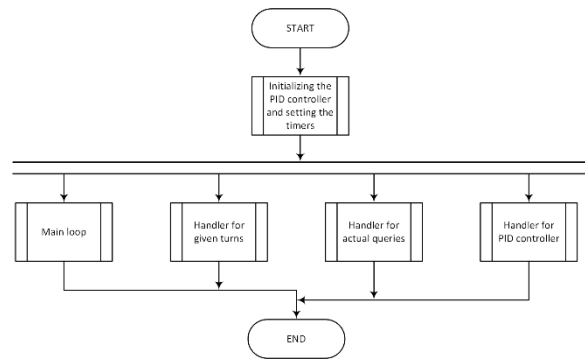 START
Initializing the
PID controller
and setting the
timers
Main loop
Handler for
given turns
Handler for
actual queries
Handler for
PID controller
END